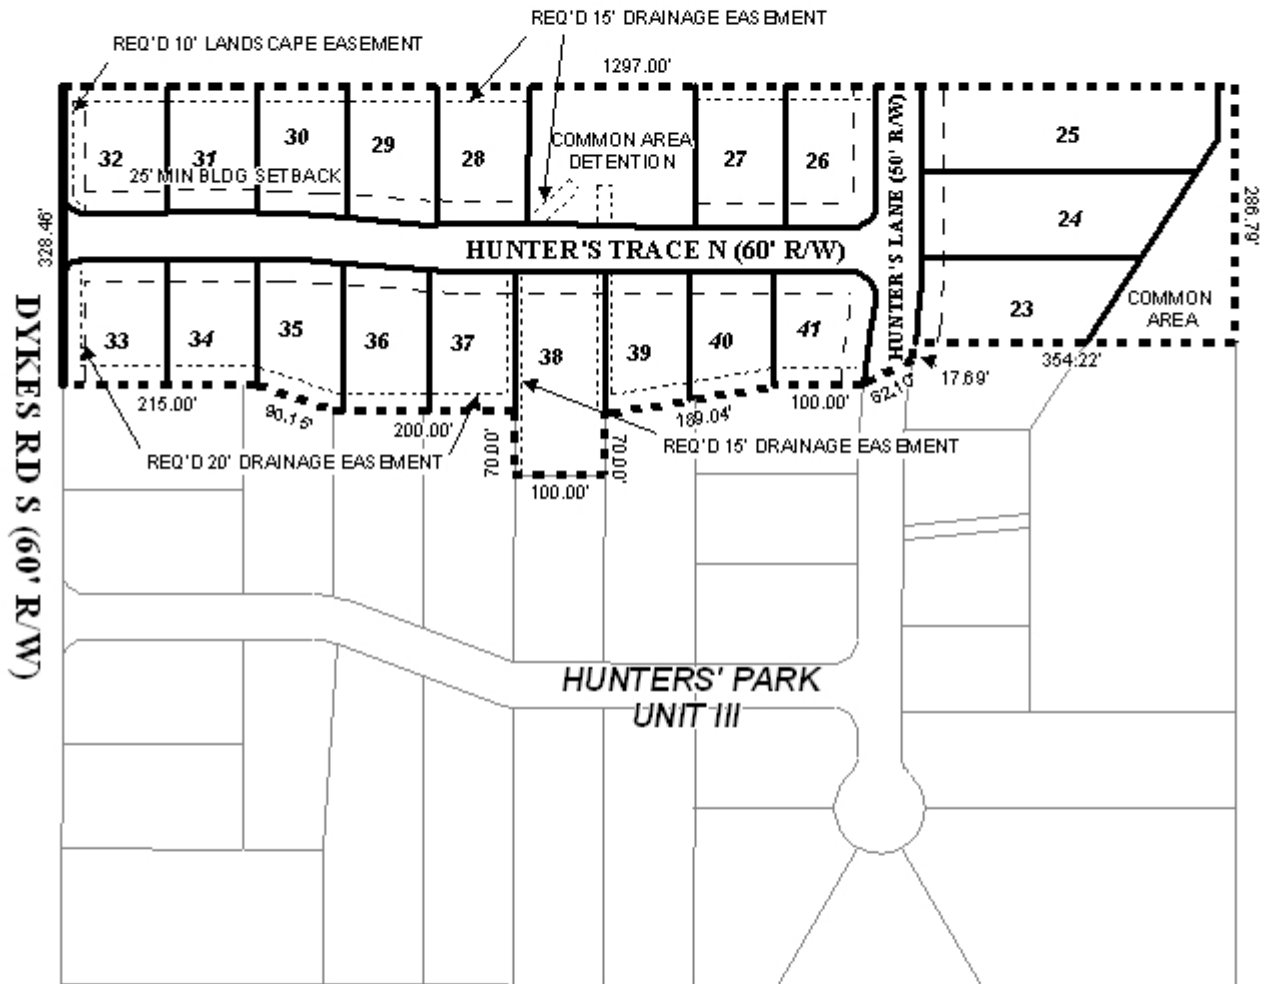 REQ'D 15' DRAINAGE EASEMENT
REQ'D 10' LANDSCAPE EASEMENT
1297.00'
32
31
30
29
28
COMMON AREA
DETENTION
27
26
25
25' MIN BLDG SETBACK
24
HUNTER'S LANE (50' R/W)
286.79'
328.46'
HUNTER'S TRACE N (60' R/W)
23
COMMON
AREA
33
34
35
36
37
38
39
40
41
354.22'
17.69'
62.10'
215.00'
90.15'
200.00'
189.04'
100.00'
70.00'
70.00'
REQ'D 20' DRAINAGE EASEMENT
REQ'D 15' DRAINAGE EASEMENT
100.00'
DYKES RD S (60' R/W)
HUNTERS' PARK
UNIT III